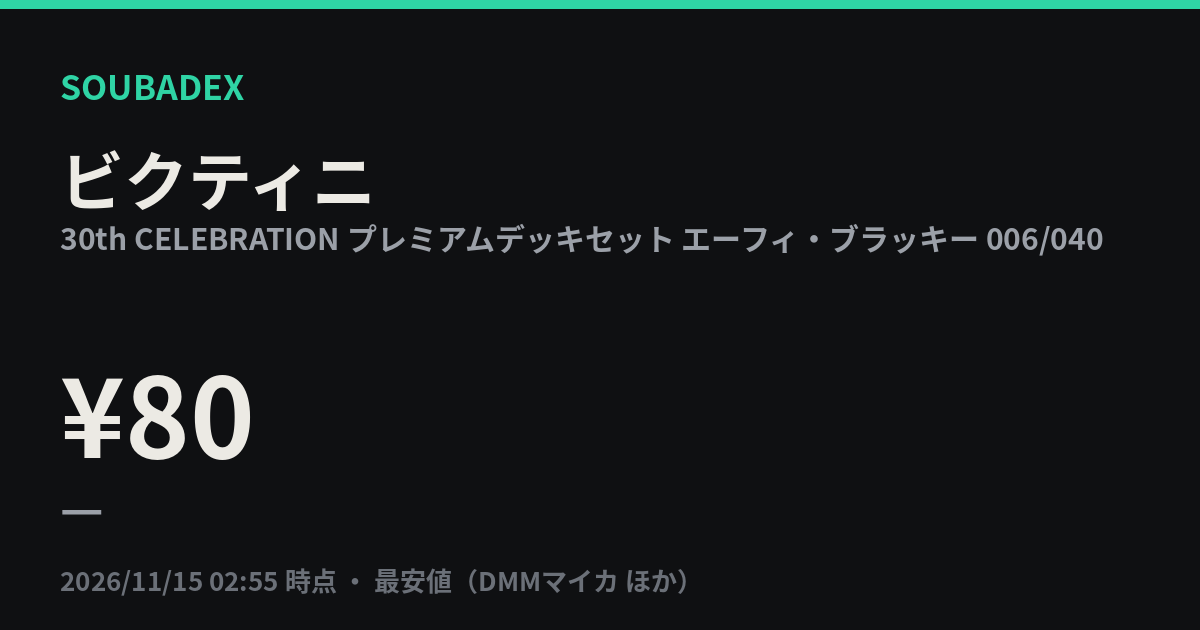 SOUBADEX
ビクティニ
30th CELEBRATION プレミアムデッキセット エーフィ・ブラッキー 006/040
¥80
—
2026/11/15 02:55 時点 ・ 最安値（DMMマイカ ほか）